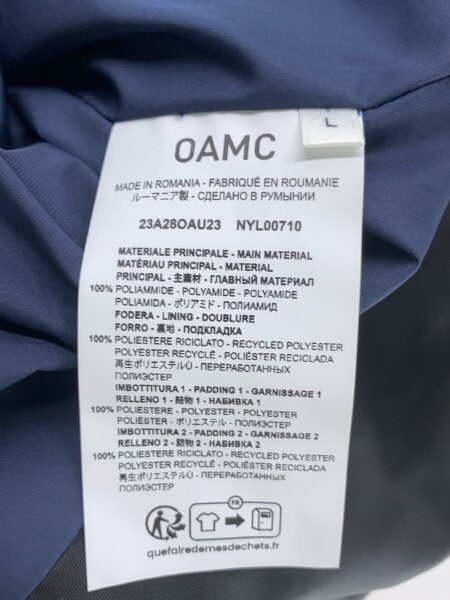 L
OAMC
MADE IN ROMANIA - FABRIQUÉ EN ROUMANIE
ルーマニア製 - СДЕЛАНО В РУМЫНИИ
23A28OAU23 NYL00710
MATERIALE PRINCIPALE - MAIN MATERIAL
MATÉRIAU PRINCIPAL - MATERIAL
PRINCIPAL - 主素材 - ГЛАВНЫЙ МАТЕРИАЛ
100% POLIAMMIDE - POLYAMIDE - POLYAMIDE
POLIAMIDA - ポリアミド - ПОЛИАМИД
FODERA - LINING - DOUBLURE
FORRO - 裏地 - ПОДКЛАДКА
100% POLIESTERE RICICLATO - RECYCLED POLYESTER
POLYESTER RECYCLÉ - POLIÉSTER RECICLADA
再生ポリエステルÙ - ПЕРЕРАБОТАННЫХ
ПОЛИЭСТЕР
IMBOTTITURA 1 - PADDING 1 - GARNISSAGE 1
RELLENO 1 - 詰物 1 - НАБИВКА 1
100% POLIESTERE - POLYESTER - POLYESTER
POLIÉSTER - ポリエステル - ПОЛИЭСТЕР
IMBOTTITURA 2 - PADDING 2 - GARNISSAGE 2
RELLENO 2 - 詰物 2 - НАБИВКА 2
100% POLIESTERE RICICLATO - RECYCLED POLYESTER
POLYESTER RECYCLÉ - POLIÉSTER RECICLADA
再生ポリエステルÙ - ПЕРЕРАБОТАННЫХ
ПОЛИЭСТЕР
FR
quefairedemesdechets.fr